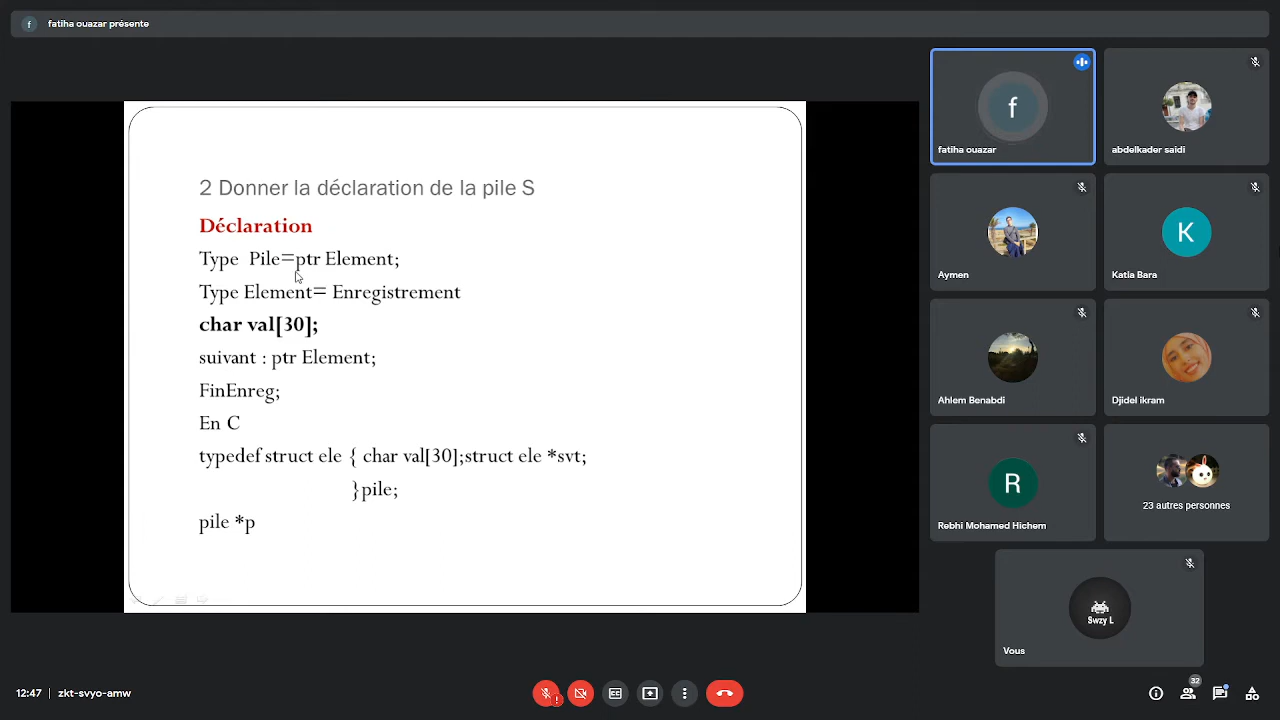 f fatiha ouazar présente
2 Donner la déclaration de la pile S
Déclaration
Type Pile=ptr Element;
Type Element= Enregistrement
char val[30];
suivant : ptr Element;
FinEnreg;
En C
typedef struct ele { char val[30];struct ele *svt;
}pile;
pile *p
f
fatiha ouazar
abdelkader saidi
Aymen
K
Katia Bara
Ahlem Benabdi
Djidel ikram
R
Rebhi Mohamed Hichem
23 autres personnes
Swzy L
Vous
12:47 | zkt-svyo-amw
32